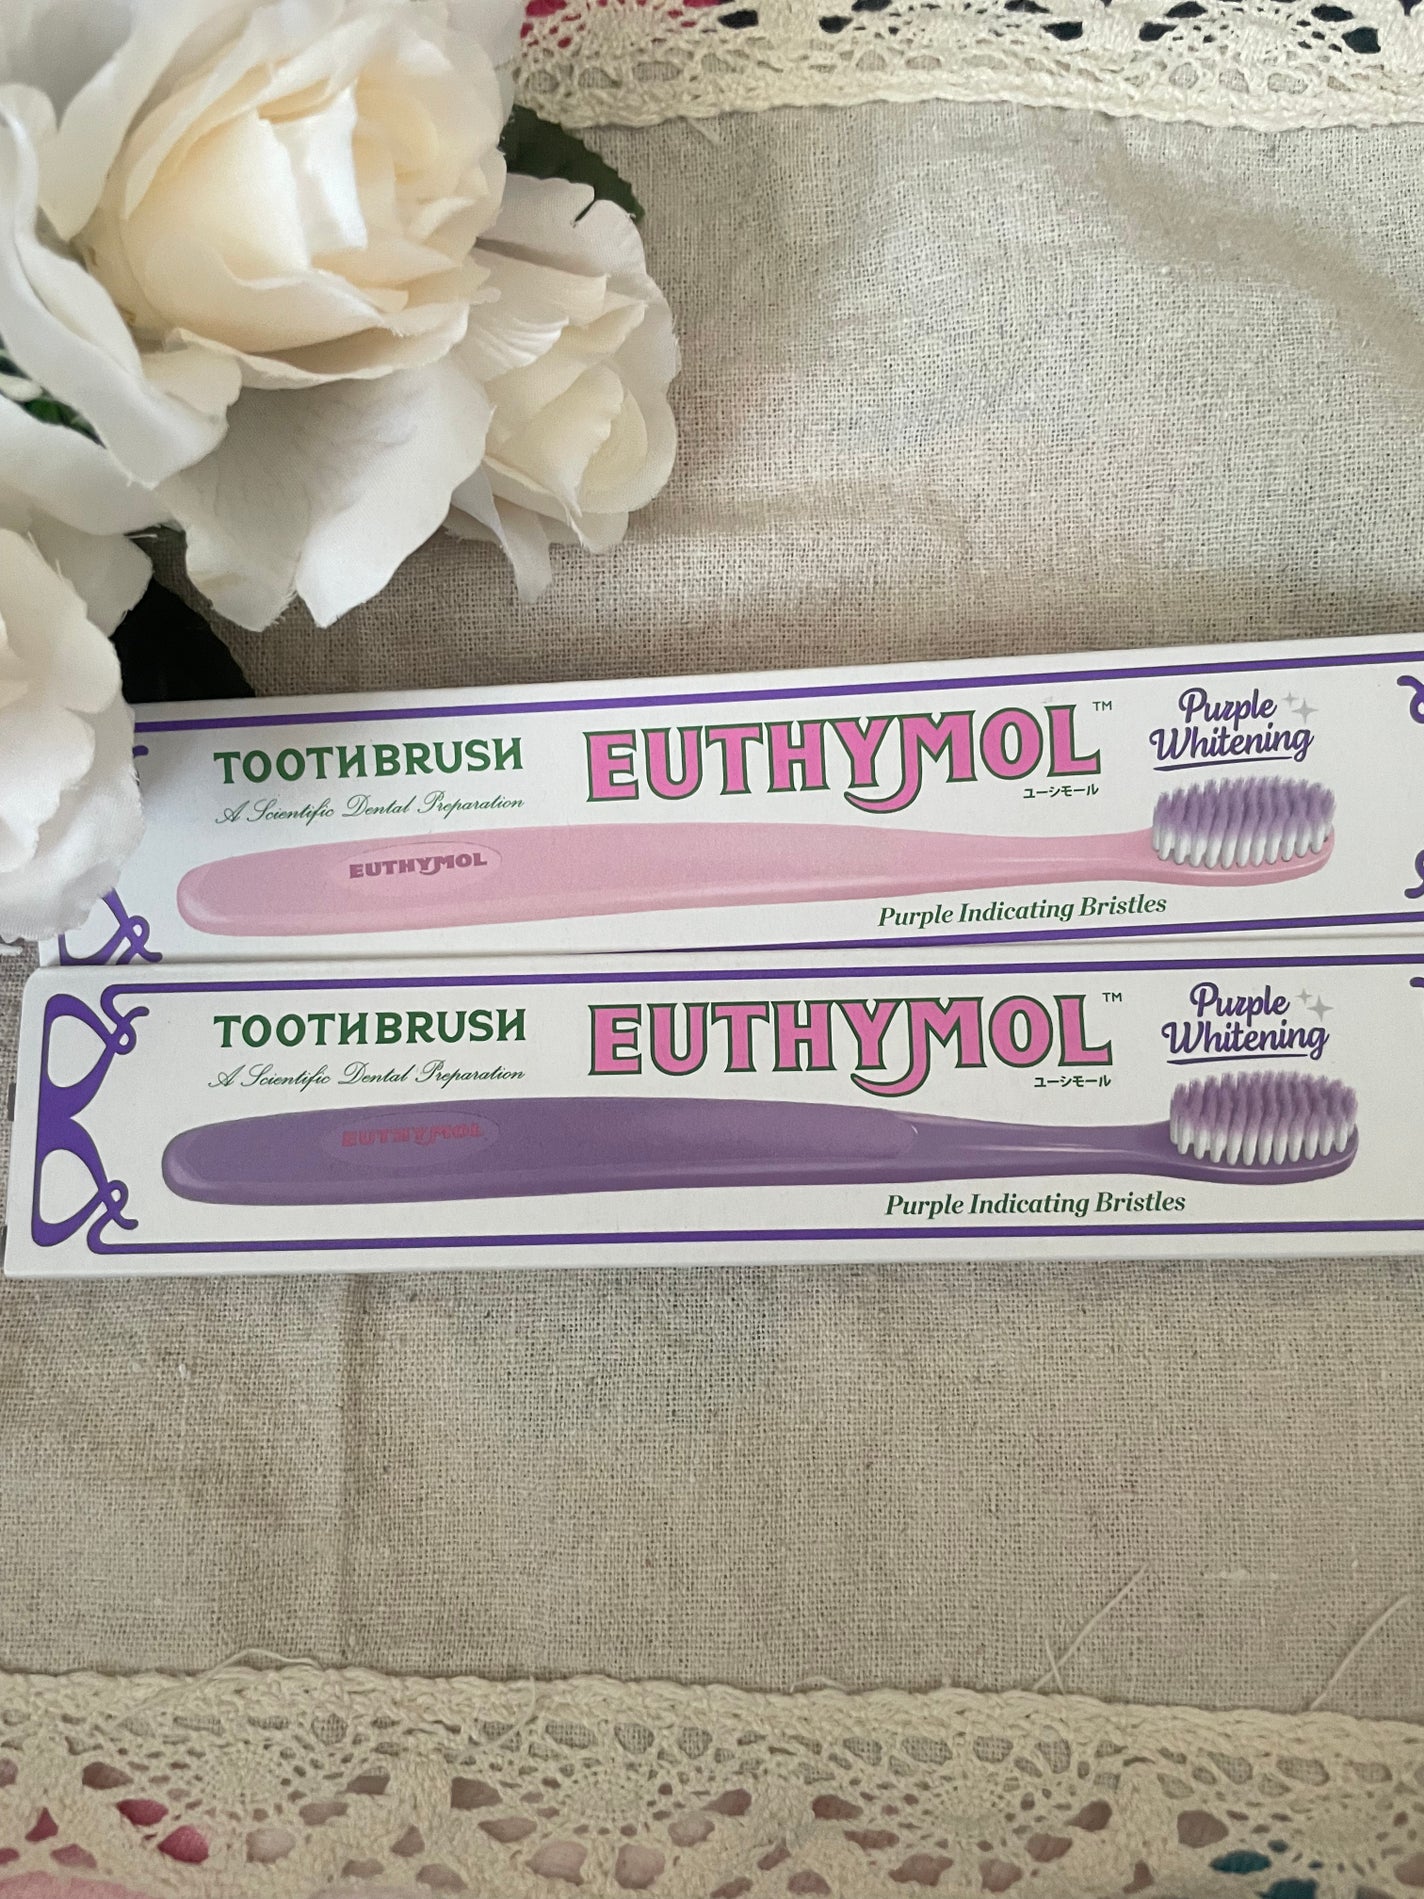 TOOTHBRUSH
A Scientific Dental Preparation
EUTHYMOL™
ユーシモール
Purple
Whitening
EUTHYMOL
Purple Indicating Bristles
TOOTHBRUSH
A Scientific Dental Preparation
EUTHYMOL™
ユーシモール
Purple
Whitening
EUTHYMOL
Purple Indicating Bristles